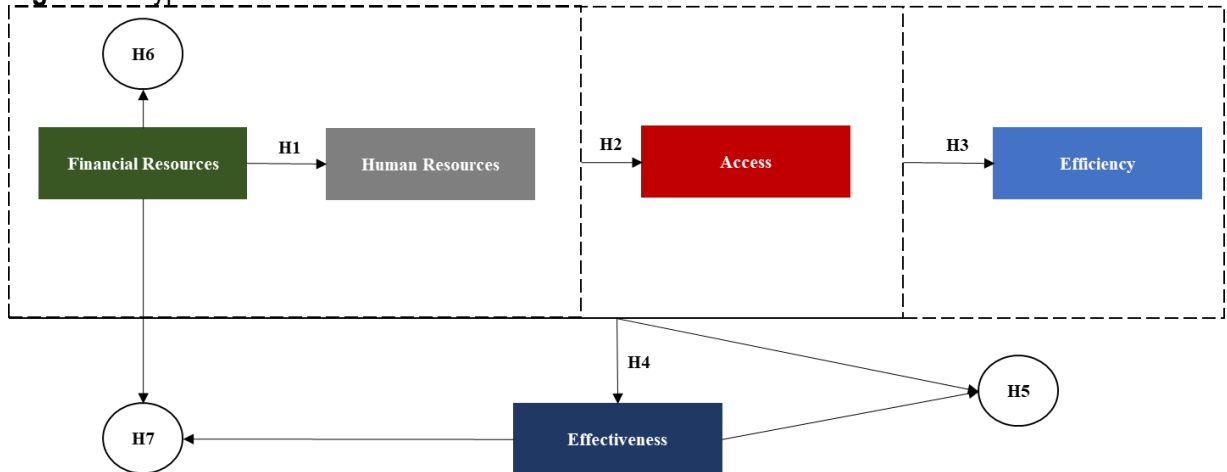 H6
Financial Resources
H1
Human Resources
H2
Access
H3
Efficiency
H4
H5
H7
Effectiveness